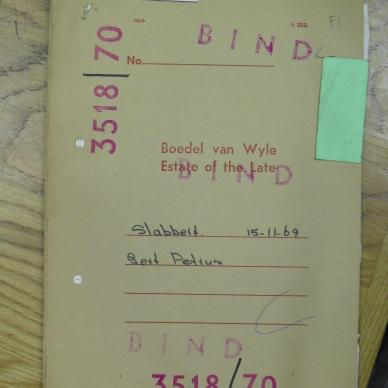 3518/70
BIND
No.
Boedel van Wyle
Estate of the Late
BIND
Slabbert. 15-11-69
Gert Petrus
BIND
3518/70